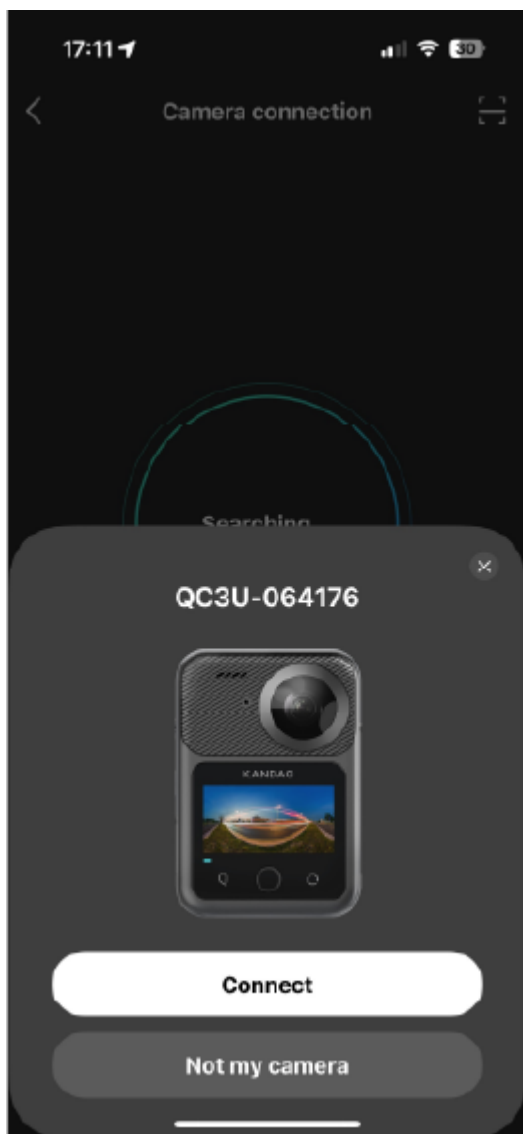 17:11
30
Camera connection
Searching
QC3U-064176
KANDAO
Connect
Not my camera